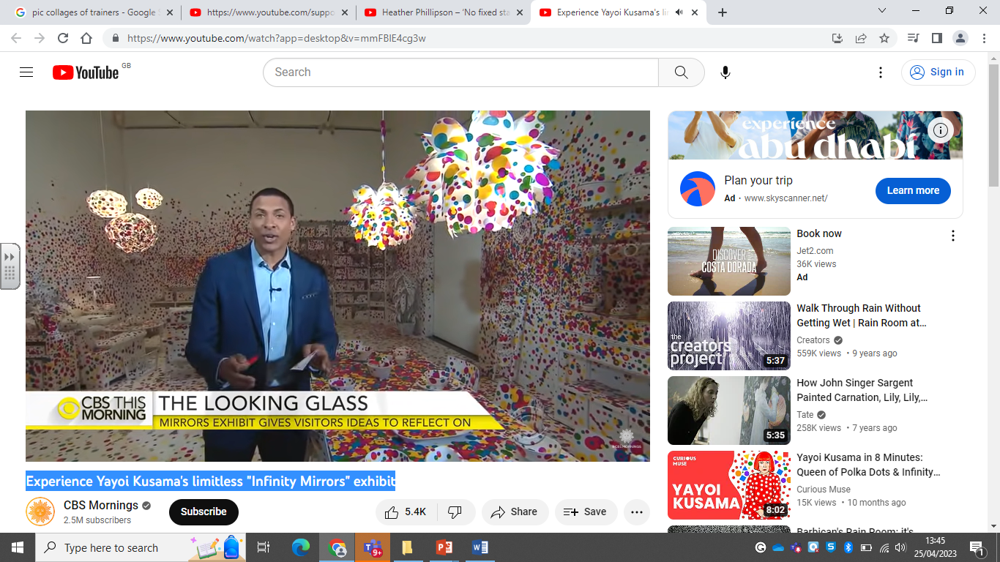 pic collages of trainers - Google S
https://www.youtube.com/suppo
Heather Phillipson – 'No fixed sta
Experience Yayoi Kusama's lim
https://www.youtube.com/watch?app=desktop&v=mmFBlE4cg3w
YouTube GB
Search
Sign in
experience
abu dhabi
Plan your trip
Ad · www.skyscanner.net/
Learn more
DISCOVER
COSTA DORADA
Book now
Jet2.com
36K views
Ad
the
creators
project
5:37
Walk Through Rain Without
Getting Wet | Rain Room at...
Creators
559K views • 9 years ago
5:35
How John Singer Sargent
Painted Carnation, Lily, Lily,...
Tate
258K views • 7 years ago
CURIOUS
MUSE
YAYOI
KUSAMA
8:02
Yayoi Kusama in 8 Minutes:
Queen of Polka Dots & Infinity...
Curious Muse
15K views • 10 months ago
Barbican's Rain Room: it's
CBS THIS
MORNING
THE LOOKING GLASS
MIRRORS EXHIBIT GIVES VISITORS IDEAS TO REFLECT ON
CBS MORNINGS
Experience Yayoi Kusama's limitless "Infinity Mirrors" exhibit
CBS Mornings
2.5M subscribers
Subscribe
5.4K
Share
Save
Type here to search
9+
13:45
25/04/2023
1